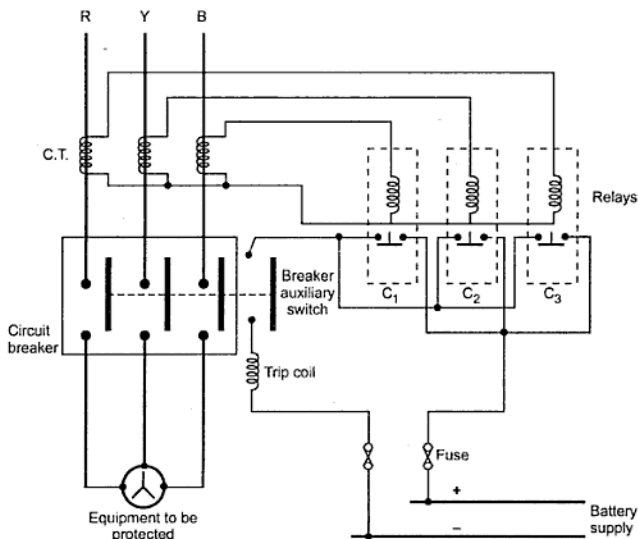 R Y B
C.T.
Relays
Breaker
auxiliary
switch
C1 C2 C3
Circuit
breaker
Trip coil
Fuse
+
Battery
supply
–
Equipment to be
protected